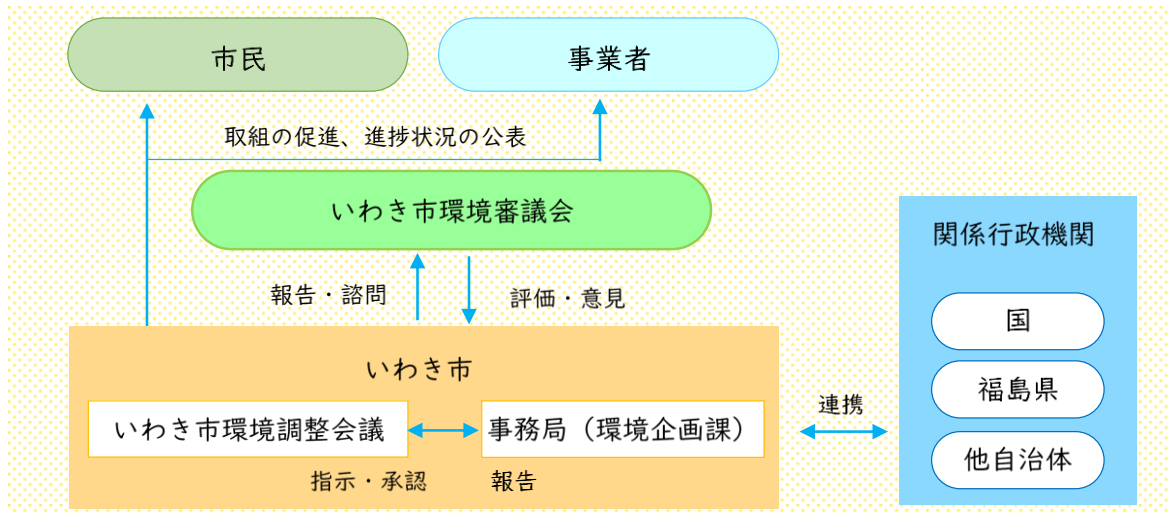 市民
事業者
取組の促進、進捗状況の公表
いわき市環境審議会
報告・諮問
評価・意見
いわき市
いわき市環境調整会議
事務局（環境企画課）
指示・承認
報告
連携
関係行政機関
国
福島県
他自治体